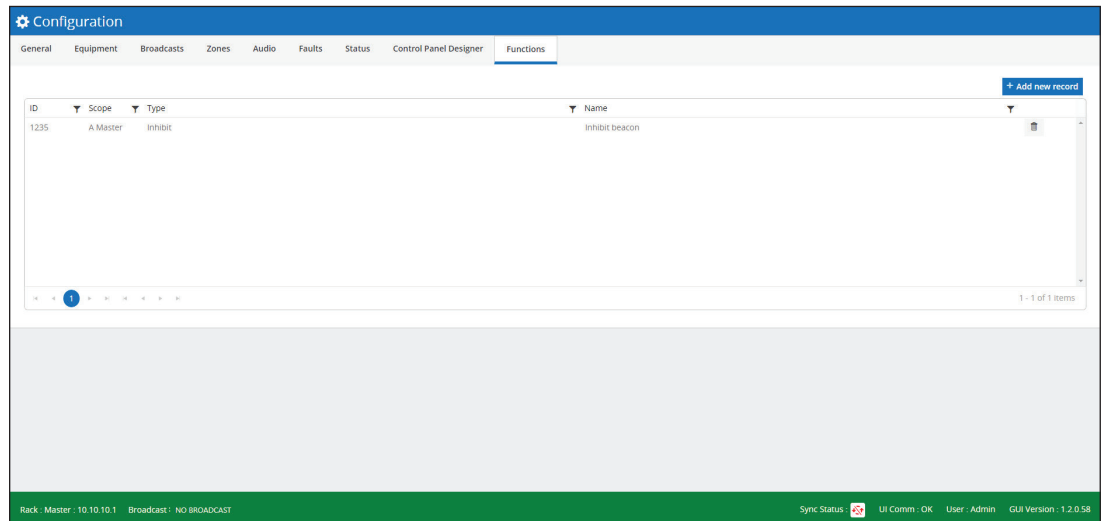 Configuration
General Equipment Broadcasts Zones Audio Faults Status Control Panel Designer Functions
+ Add new record
ID Scope Type Name
1235 A Master Inhibit Inhibit beacon
1 1 - 1 of 1 items
Rack : Master : 10.10.10.1 Broadcast : NO BROADCAST Sync Status : UI Comm : OK User : Admin GUI Version : 1.2.0.58